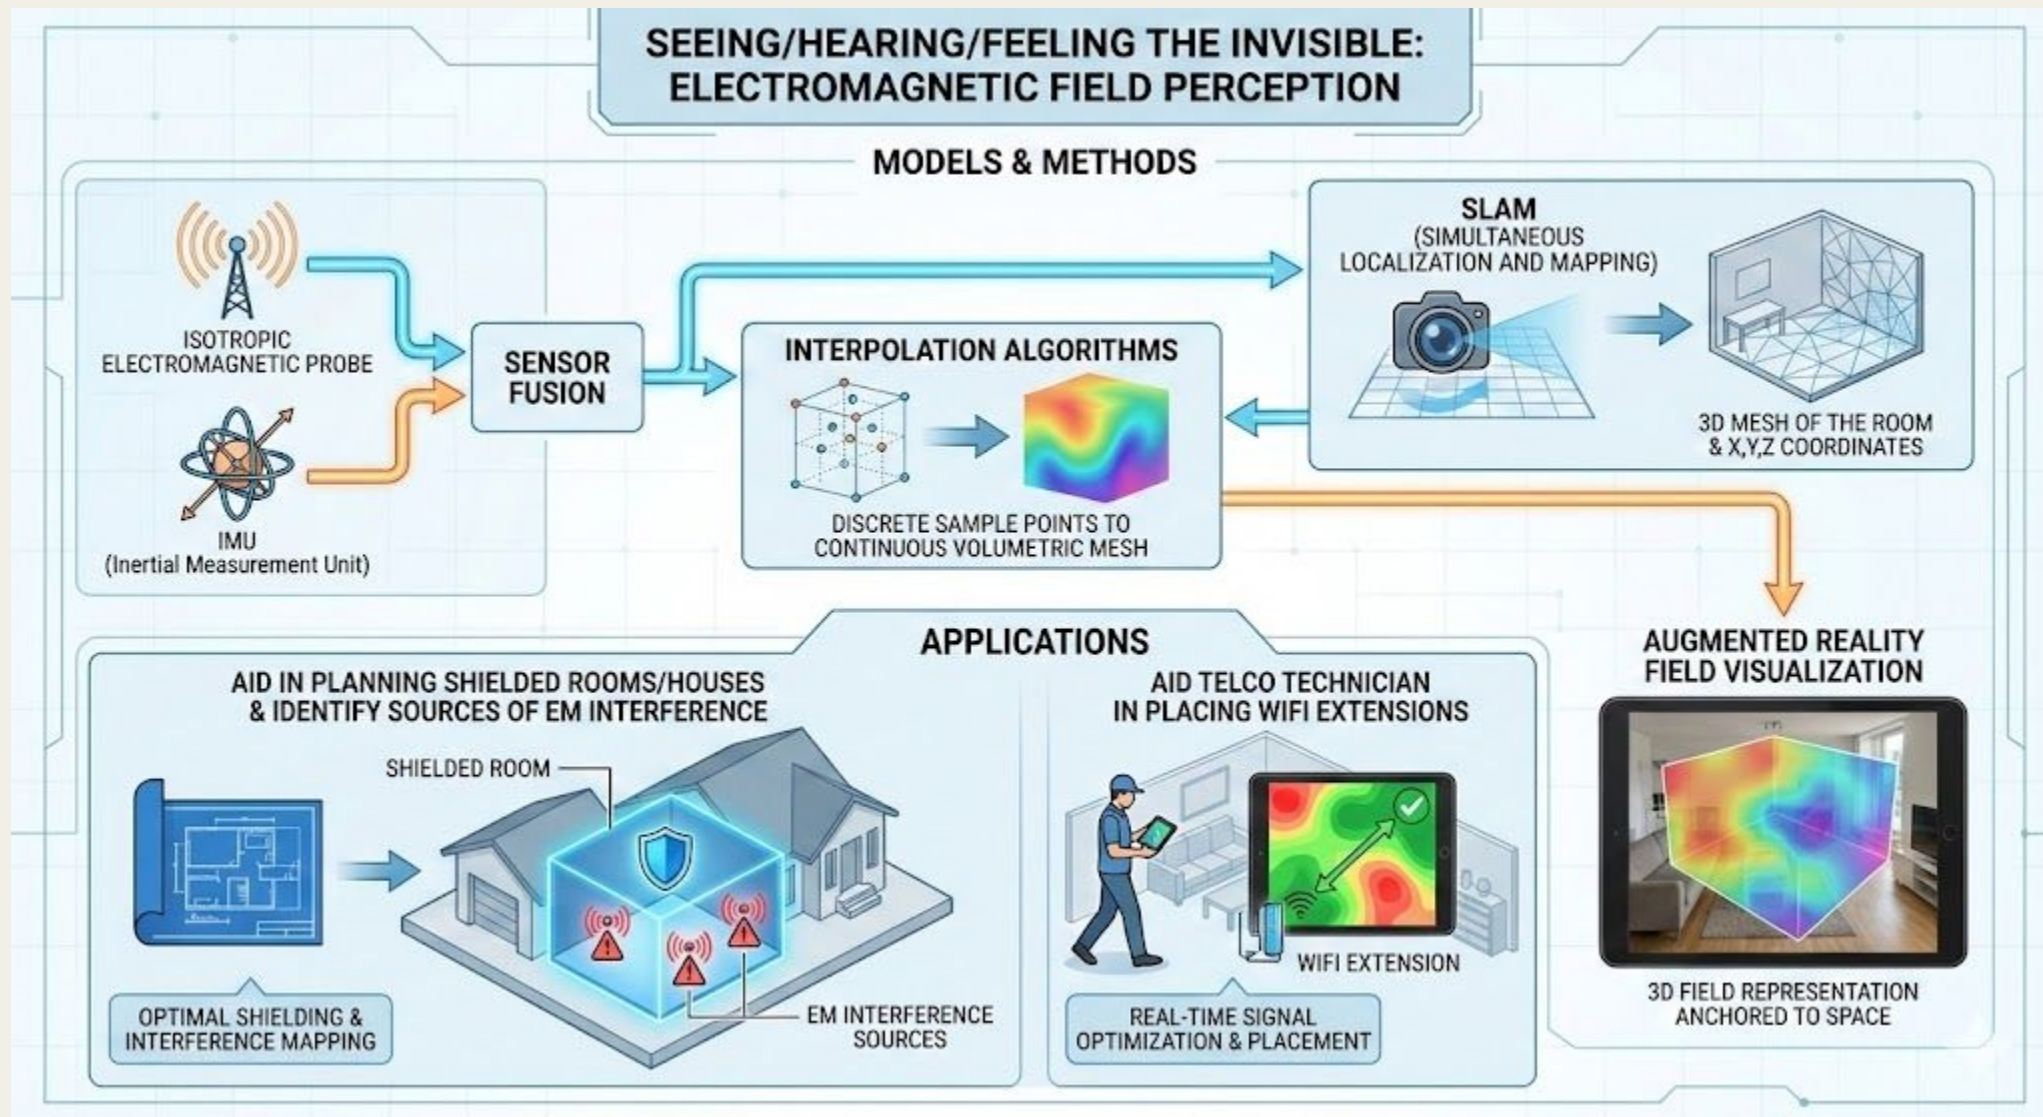 SEEING/HEARING/FEELING THE INVISIBLE:
ELECTROMAGNETIC FIELD PERCEPTION
MODELS & METHODS
ISOTROPIC
ELECTROMAGNETIC PROBE
IMU
(Inertial Measurement Unit)
SENSOR
FUSION
INTERPOLATION ALGORITHMS
DISCRETE SAMPLE POINTS TO
CONTINUOUS VOLUMETRIC MESH
SLAM
(SIMULTANEOUS
LOCALIZATION AND MAPPING)
3D MESH OF THE ROOM
& X,Y,Z COORDINATES
AUGMENTED REALITY
FIELD VISUALIZATION
3D FIELD REPRESENTATION
ANCHORED TO SPACE
APPLICATIONS
AID IN PLANNING SHIELDED ROOMS/HOUSES
& IDENTIFY SOURCES OF EM INTERFERENCE
SHIELDED ROOM
OPTIMAL SHIELDING &
INTERFERENCE MAPPING
EM INTERFERENCE
SOURCES
AID TELCO TECHNICIAN
IN PLACING WIFI EXTENSIONS
WIFI EXTENSION
REAL-TIME SIGNAL
OPTIMIZATION & PLACEMENT